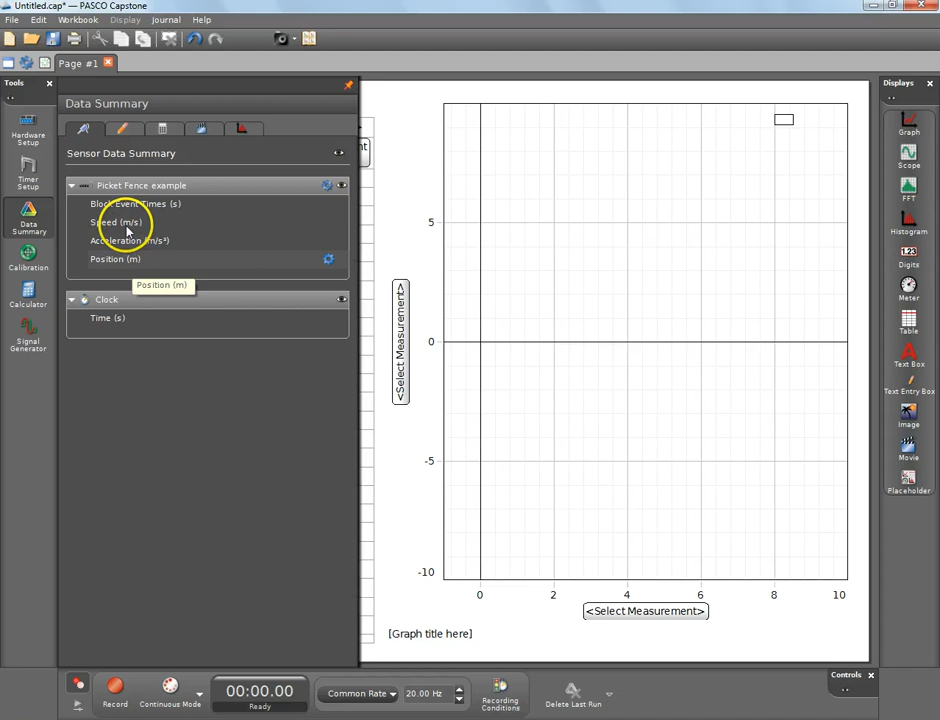 Untitled.cap* — PASCO Capstone
File Edit Workbook Display Journal Help
Page #1
Tools
Hardware
Setup
Timer
Setup
Data
Summary
Calibration
Calculator
Signal
Generator
Data Summary
Sensor Data Summary
Picket Fence example
Block Event Times (s)
Speed (m/s)
Acceleration (m/s²)
Position (m)
Position (m)
Clock
Time (s)
nt
<Select Measurement>
5
0
-5
-10
0 2 4 6 8 10
<Select Measurement>
[Graph title here]
Displays
Graph
Scope
FFT
Histogram
0.123
Digits
Meter
Table
Text Box
Text Entry Box
Image
Movie
Placeholder
Record
Continuous Mode
00:00.00
Ready
Common Rate
20.00 Hz
Recording
Conditions
Delete Last Run
Controls